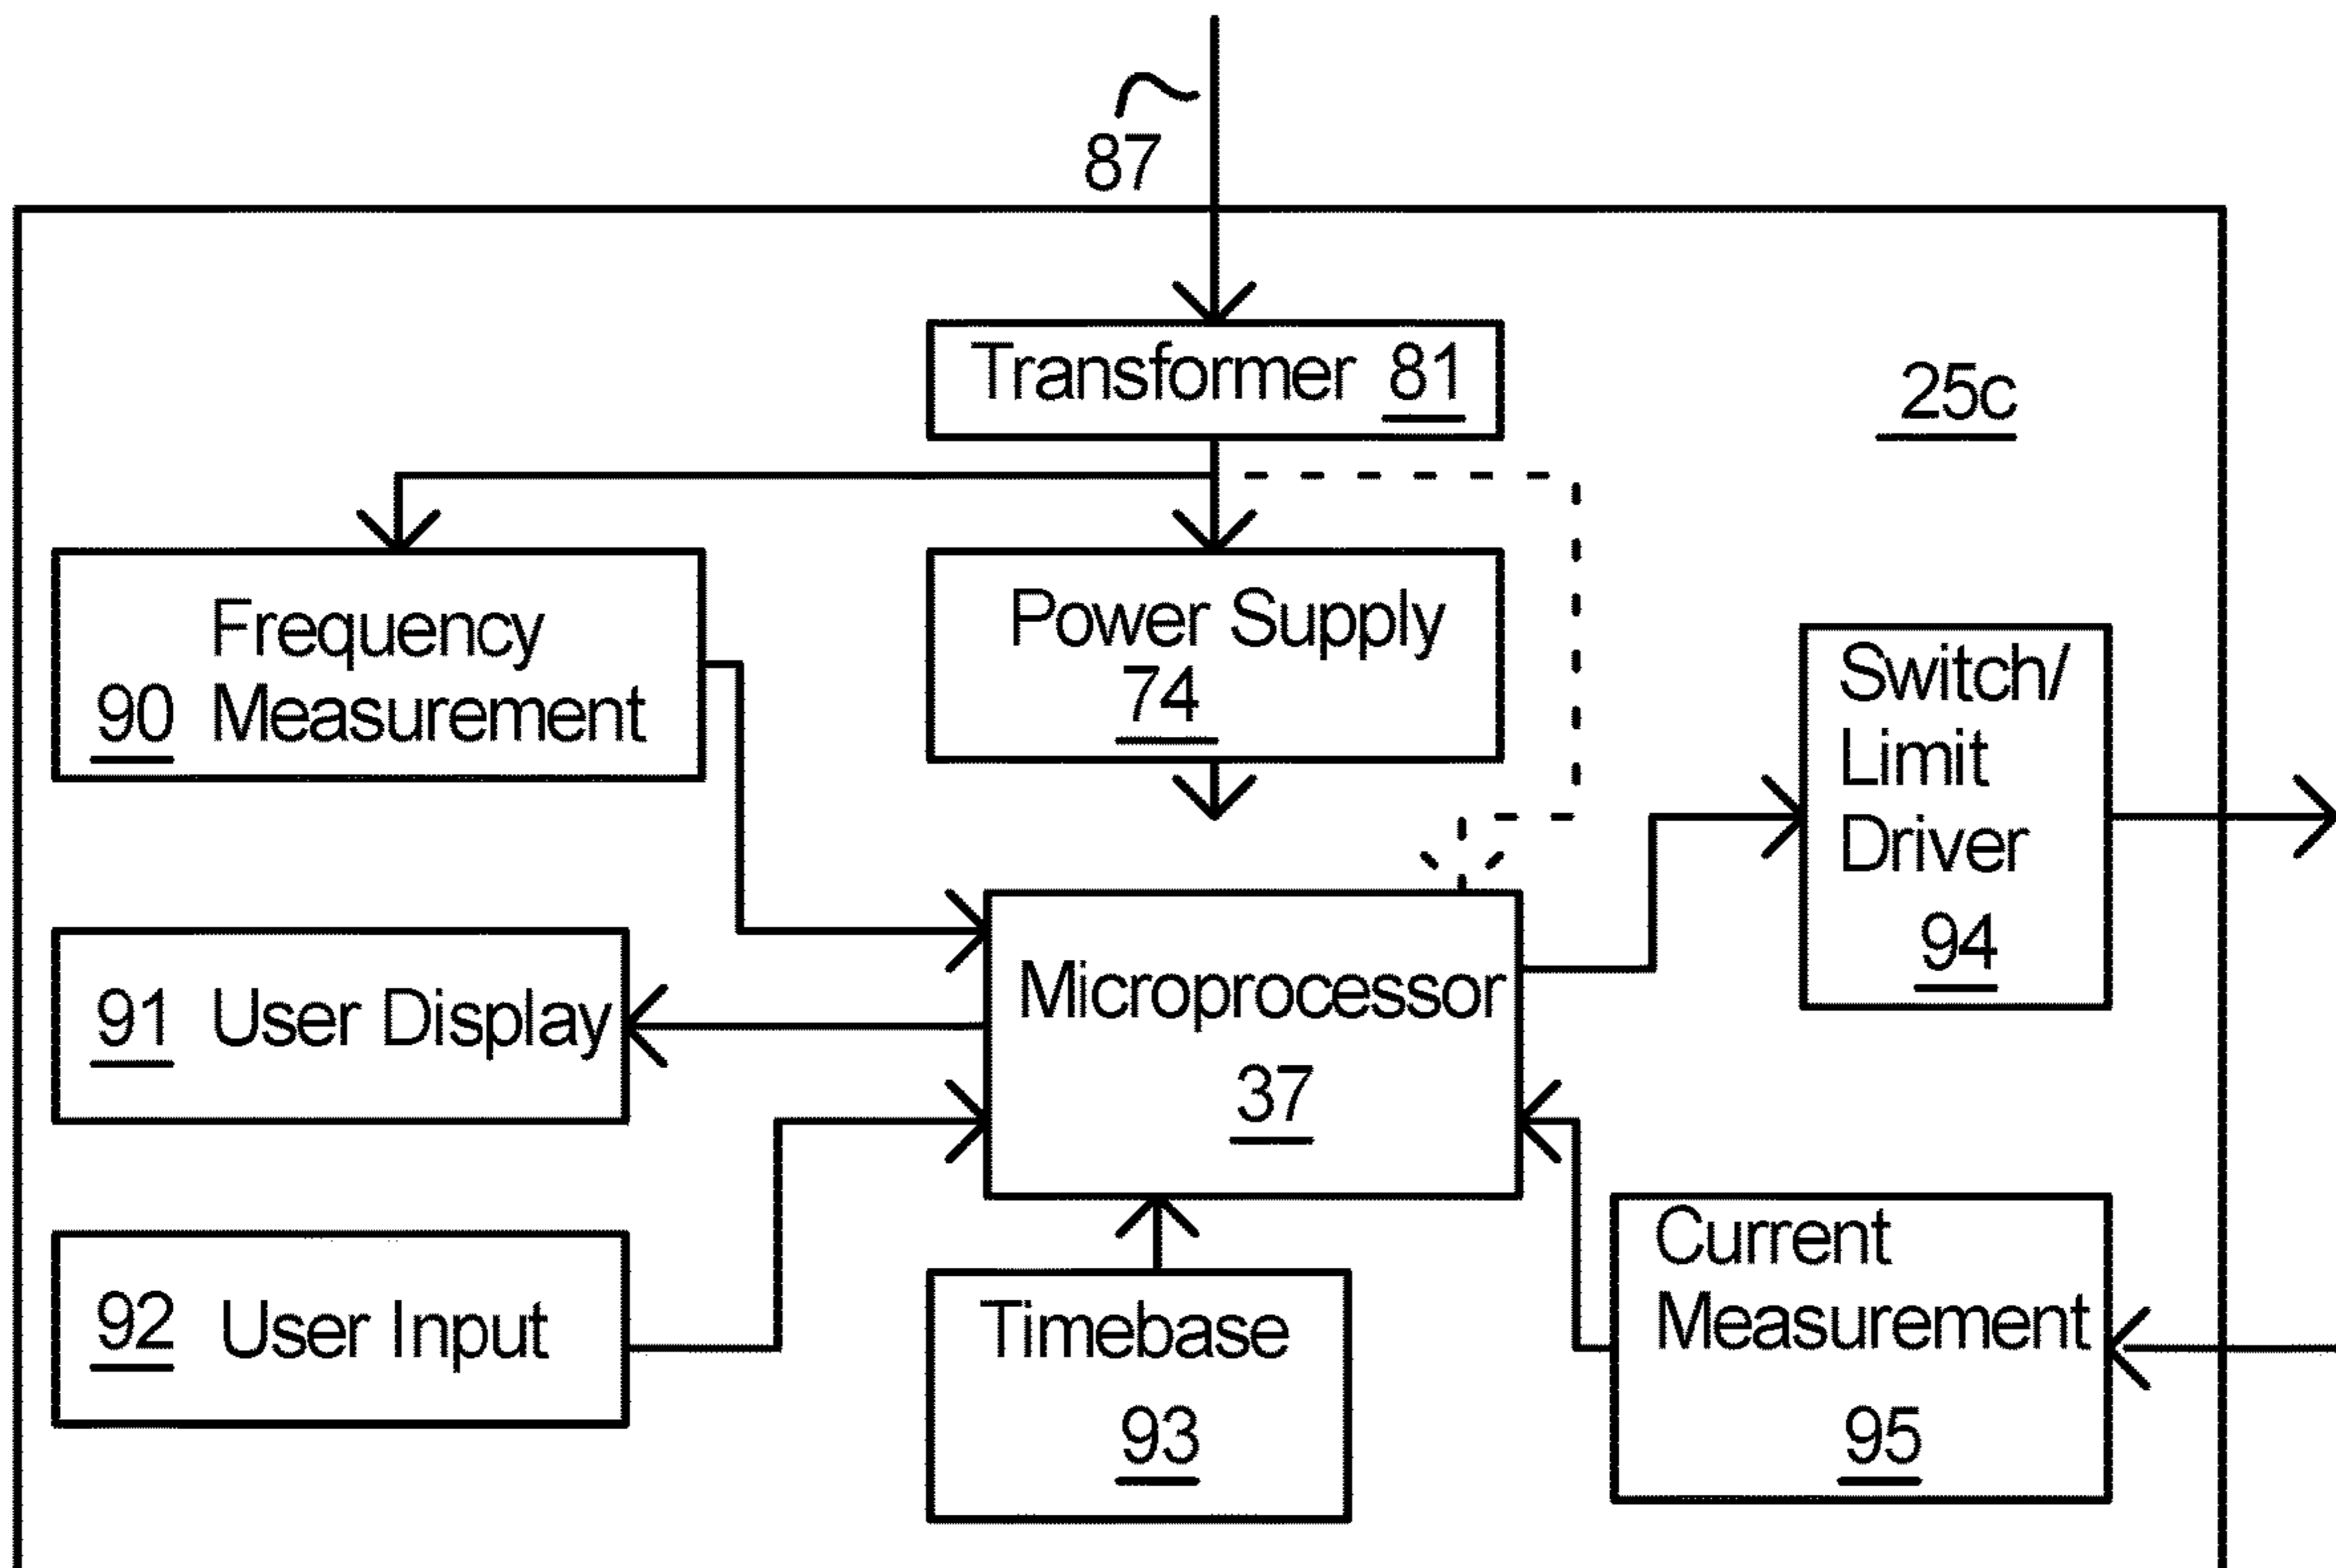 87
Transformer 81
25c
Frequency
90 Measurement
Power Supply
74
Switch/
Limit
Driver
94
91 User Display
Microprocessor
37
92 User Input
Timebase
93
Current
Measurement
95